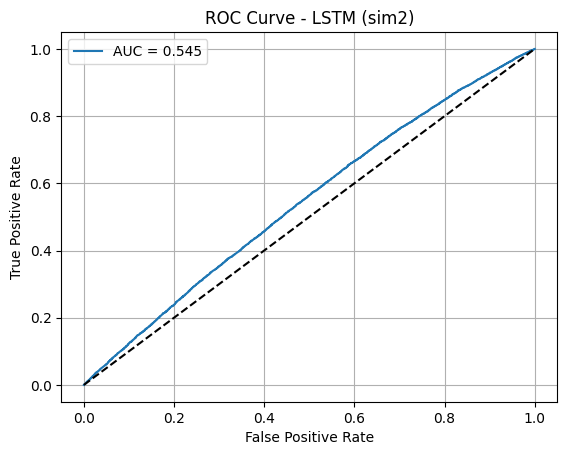 ROC Curve - LSTM (sim2)
AUC = 0.545
True Positive Rate
1.0
0.8
0.6
0.4
0.2
0.0
0.0 0.2 0.4 0.6 0.8 1.0
False Positive Rate